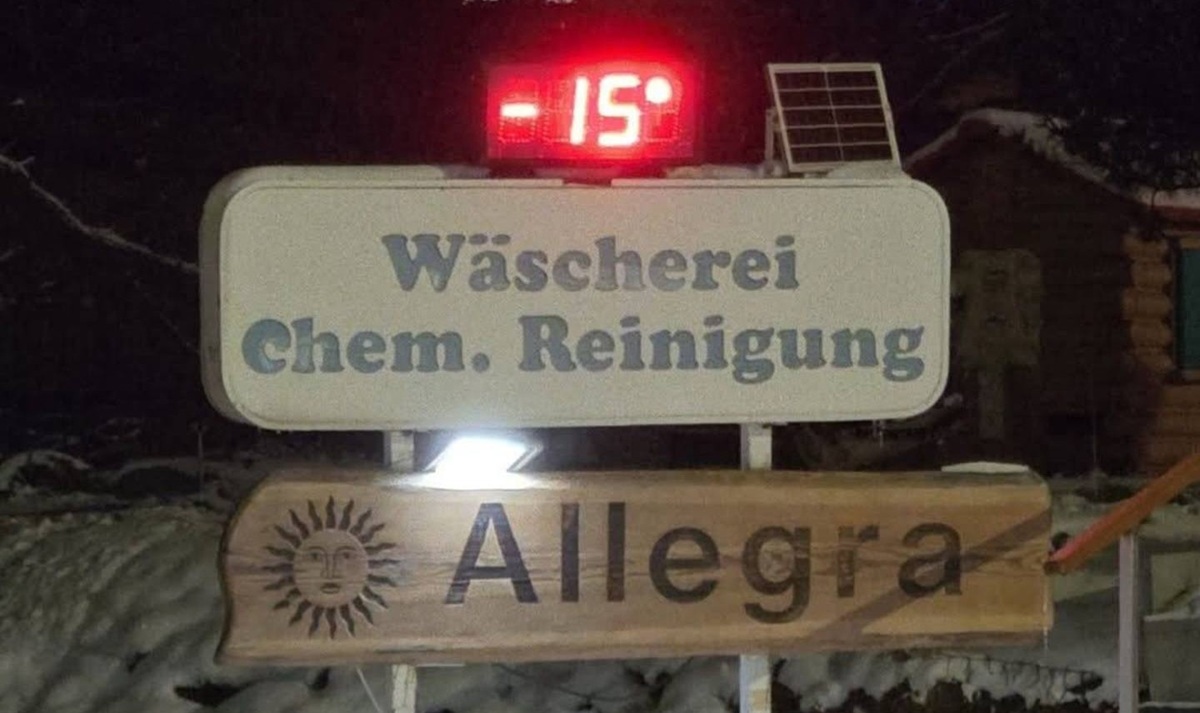 - 15°
Wäscherei
Chem. Reinigung
Allegra